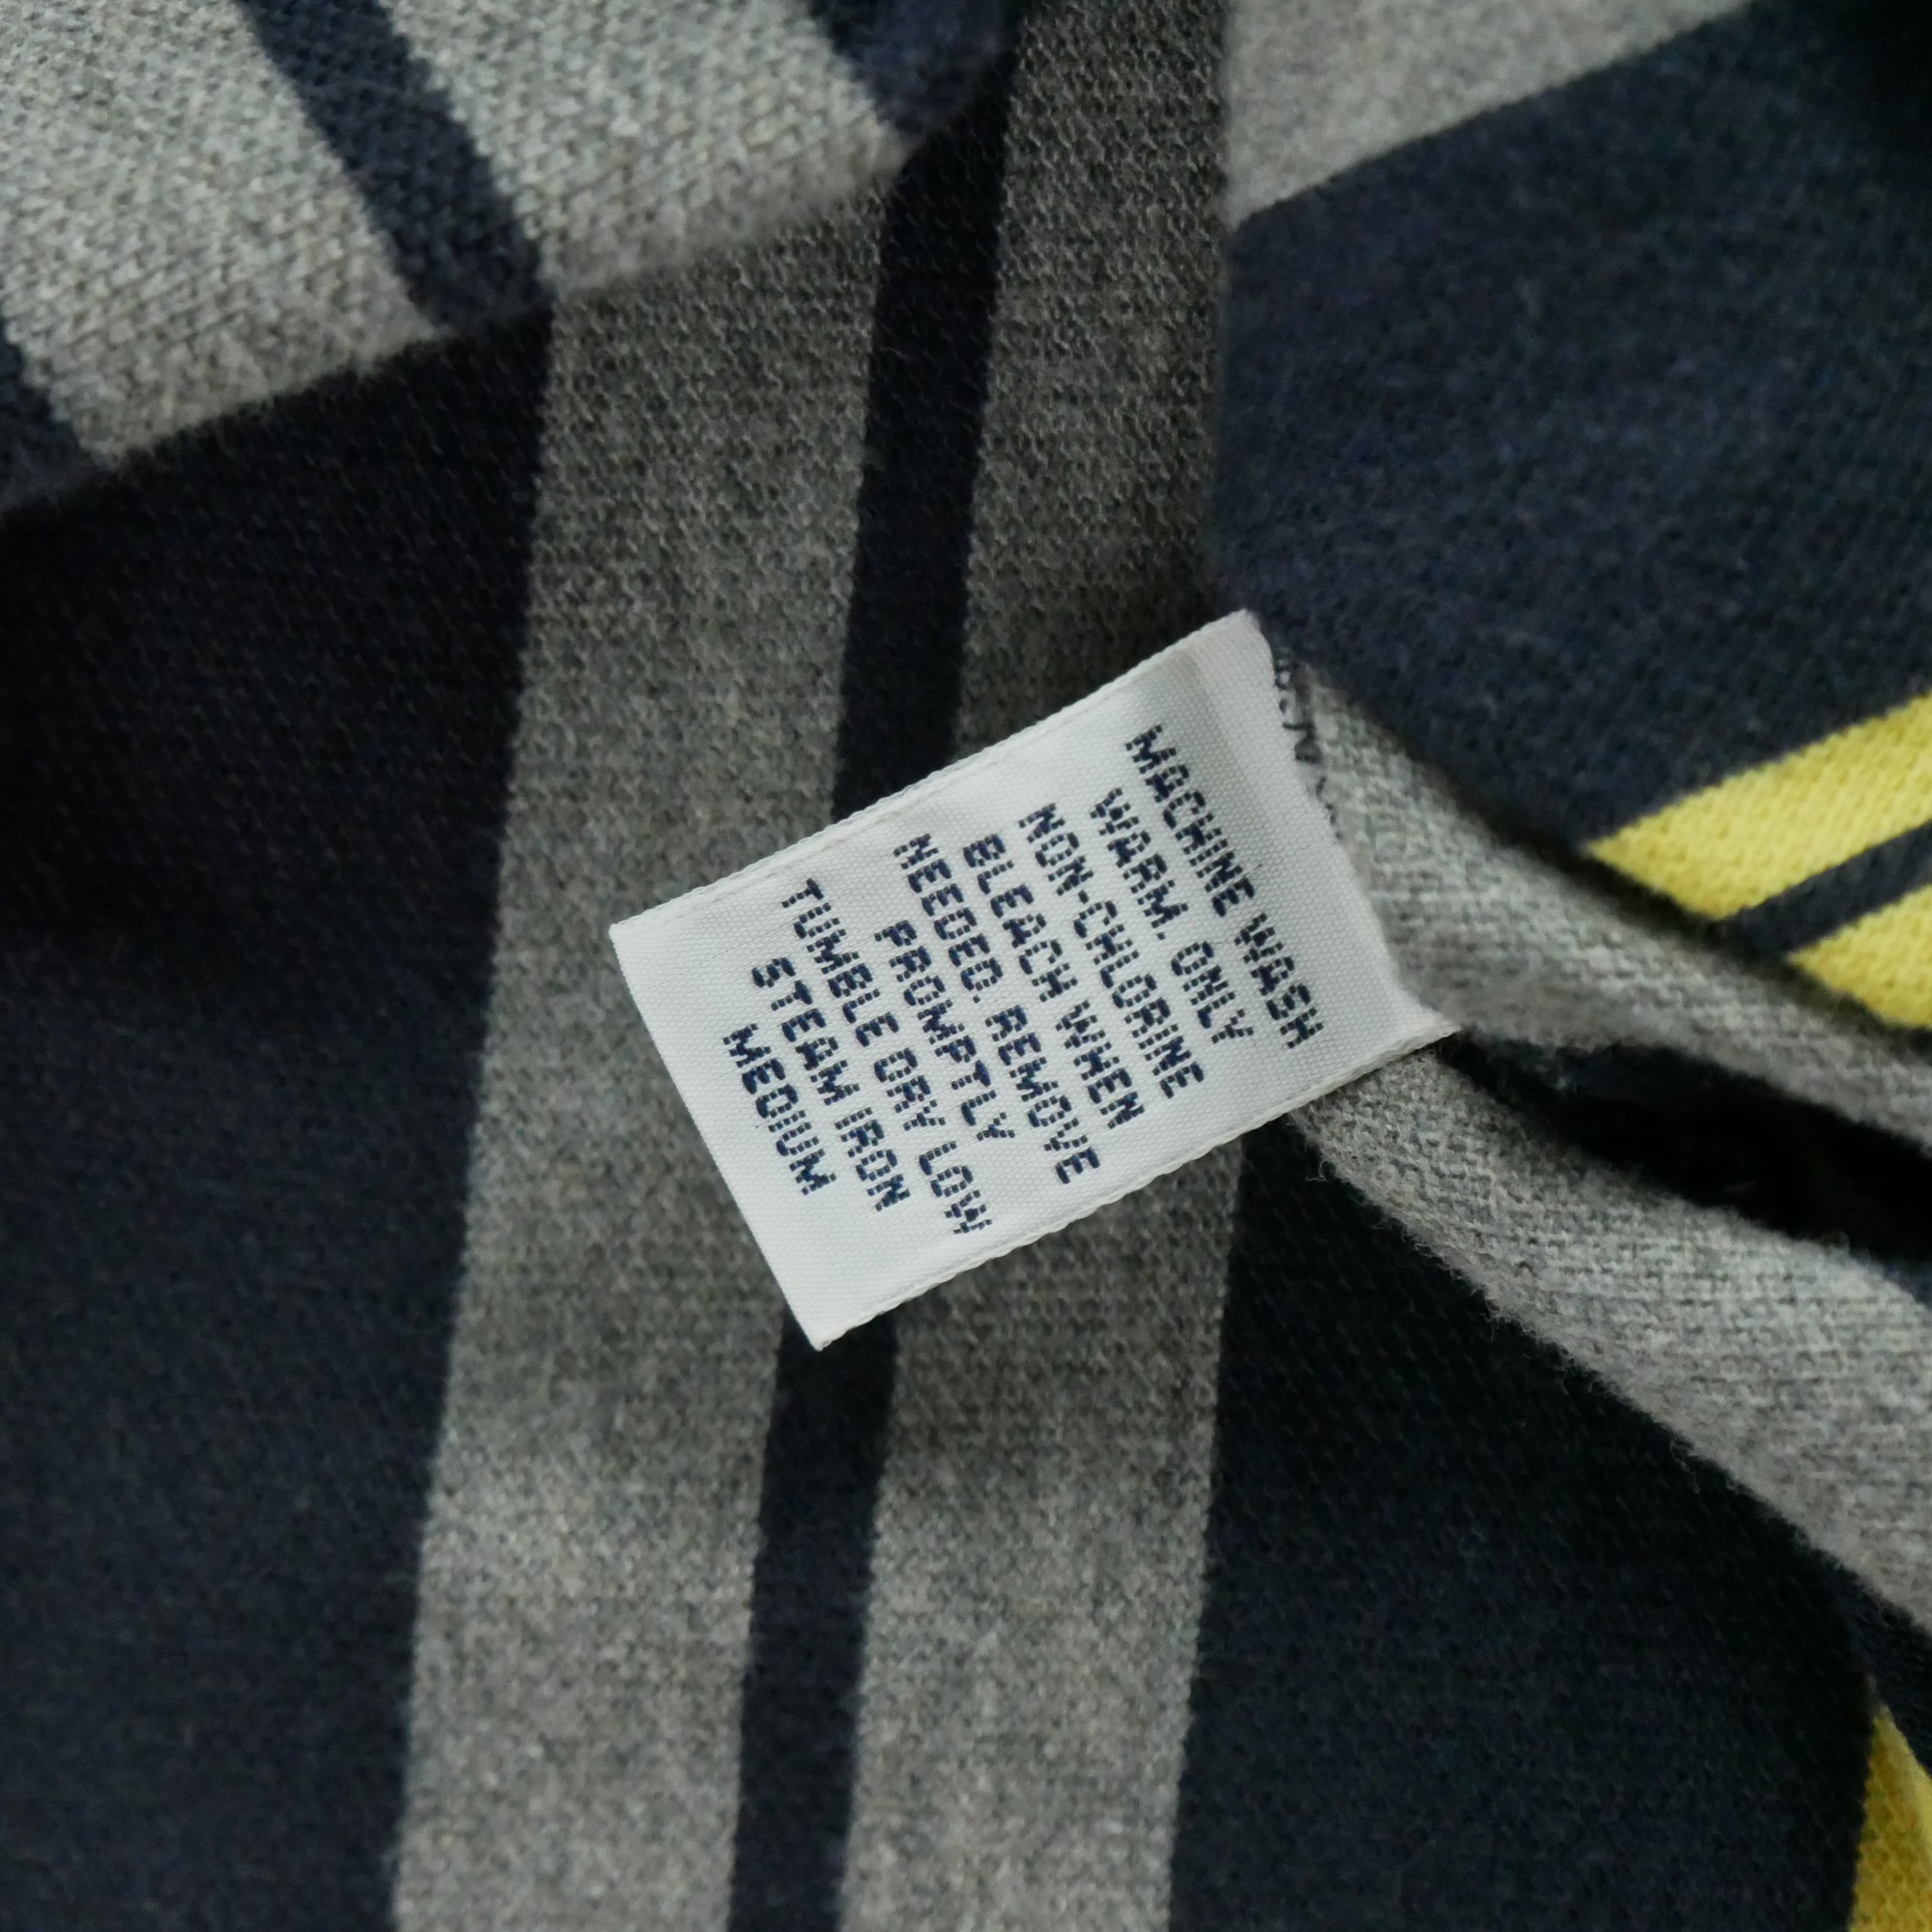 MACHINE WASH
WARM. ONLY
NON-CHLORINE
BLEACH WHEN
NEEDED. REMOVE
PROMPTLY
TUMBLE DRY LOW
STEAM IRON
MEDIUM